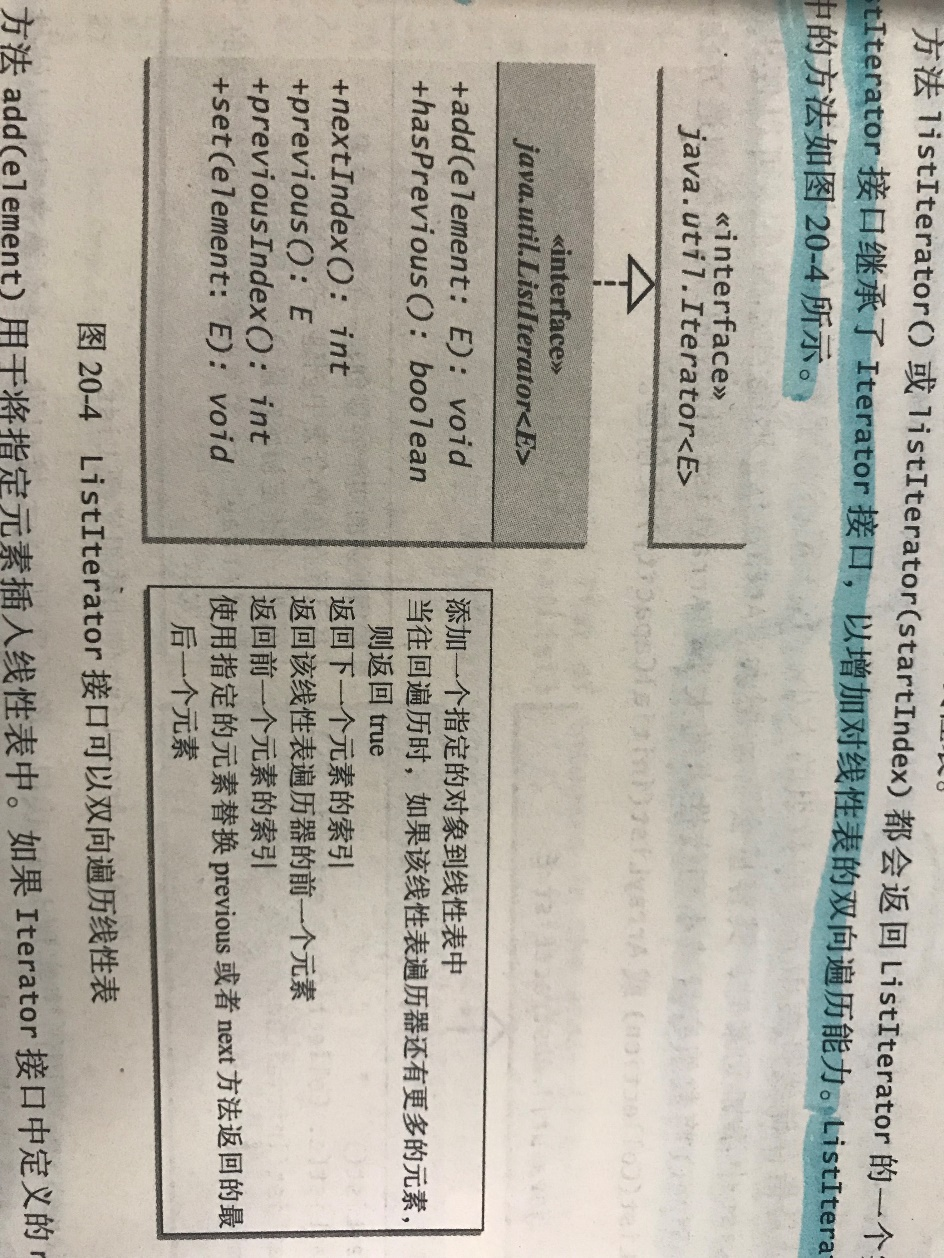 方法 listIterator() 或 listIterator(startIndex) 都会返回 ListIterator 的一个
stIterator 接口继承了 Iterator 接口，以增加对线性表的双向遍历能力。ListItera
中的方法如图 20-4 所示。
«interface»
java.util.Iterator<E>
«interface»
java.util.ListIterator<E>
+add(element: E): void
+hasPrevious(): boolean
+nextIndex(): int
+previous(): E
+previousIndex(): int
+set(element: E): void
添加一个指定的对象到线性表中
当往回遍历时，如果该线性表遍历器还有更多的元素，
则返回 true
返回下一个元素的索引
返回该线性表遍历器的前一个元素
返回前一个元素的索引
使用指定的元素替换 previous 或者 next 方法返回的最
后一个元素
图 20-4 ListIterator 接口可以双向遍历线性表
方法 add(element) 用于将指定元素插入线性表中。如果 Iterator 接口中定义的